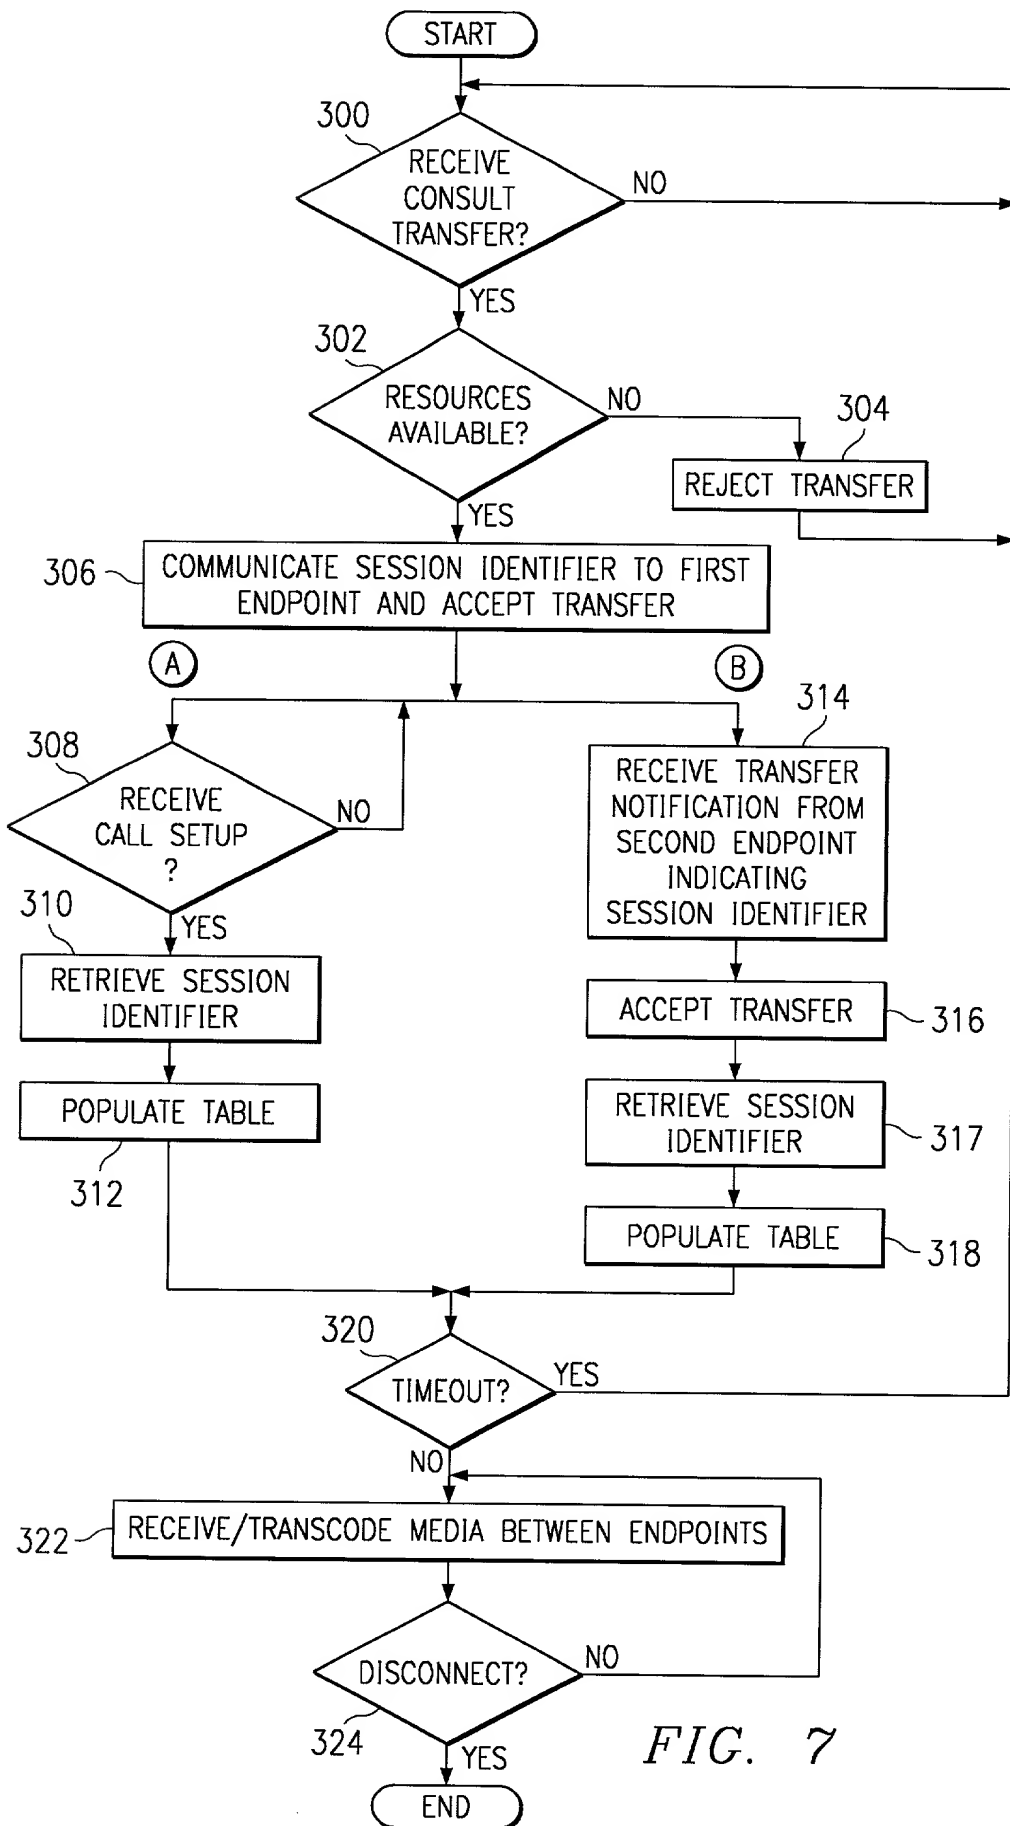 START
300
RECEIVE
CONSULT
TRANSFER?
NO
YES
302
RESOURCES
AVAILABLE?
NO
304
REJECT TRANSFER
YES
306
COMMUNICATE SESSION IDENTIFIER TO FIRST
ENDPOINT AND ACCEPT TRANSFER
A
B
308
RECEIVE
CALL SETUP
?
NO
YES
310
RETRIEVE SESSION
IDENTIFIER
POPULATE TABLE
312
314
RECEIVE TRANSFER
NOTIFICATION FROM
SECOND ENDPOINT
INDICATING
SESSION IDENTIFIER
ACCEPT TRANSFER
316
RETRIEVE SESSION
IDENTIFIER
317
POPULATE TABLE
318
320
TIMEOUT?
YES
NO
322
RECEIVE/TRANSCODE MEDIA BETWEEN ENDPOINTS
DISCONNECT?
NO
324
YES
END
FIG. 7